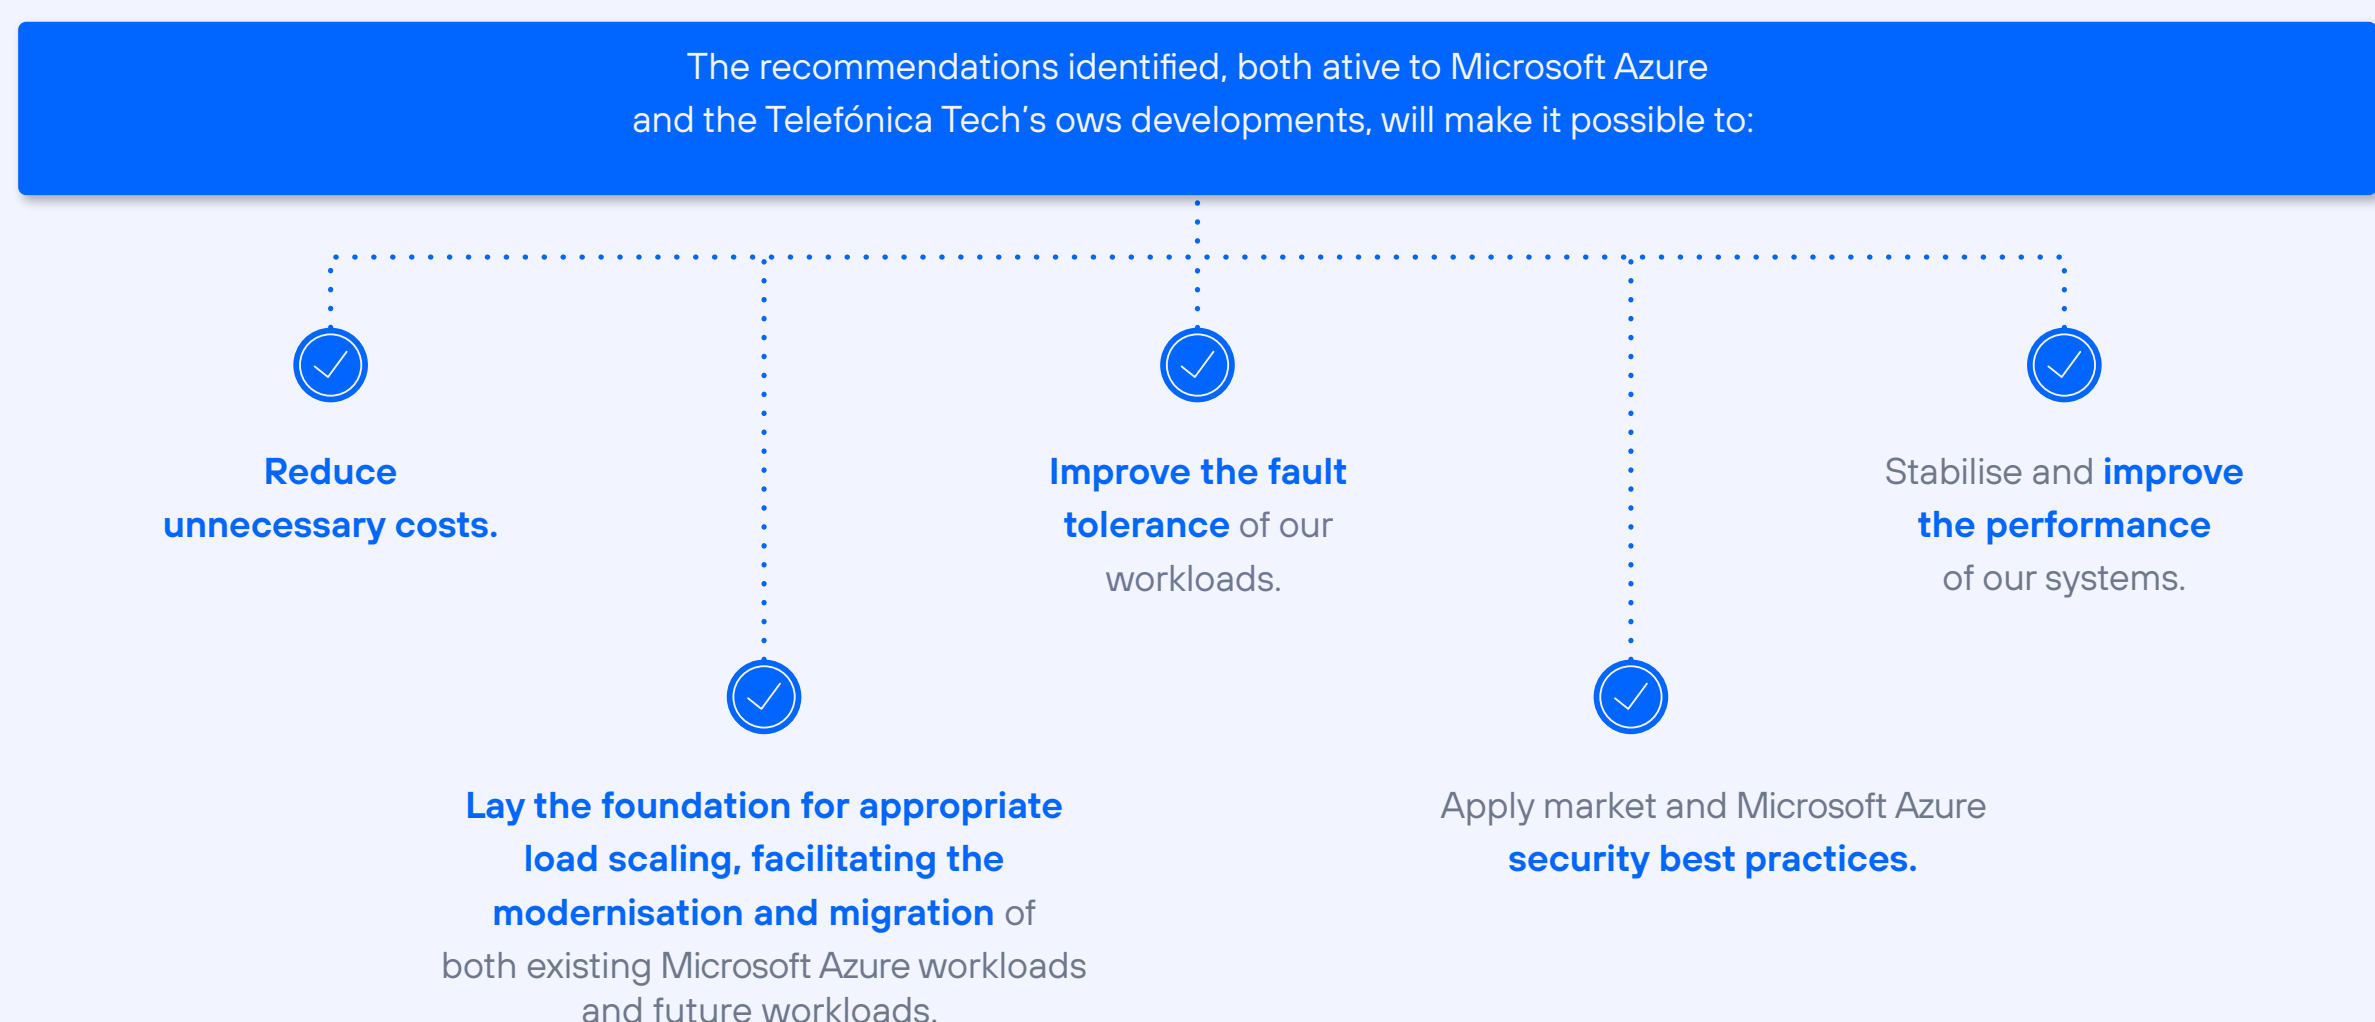 The recommendations identified, both ative to Microsoft Azure
and the Telefónica Tech's ows developments, will make it possible to:
Reduce
unnecessary costs.
Improve the fault
tolerance of our
workloads.
Stabilise and improve
the performance
of our systems.
Lay the foundation for appropriate
load scaling, facilitating the
modernisation and migration of
both existing Microsoft Azure workloads
and future workloads.
Apply market and Microsoft Azure
security best practices.